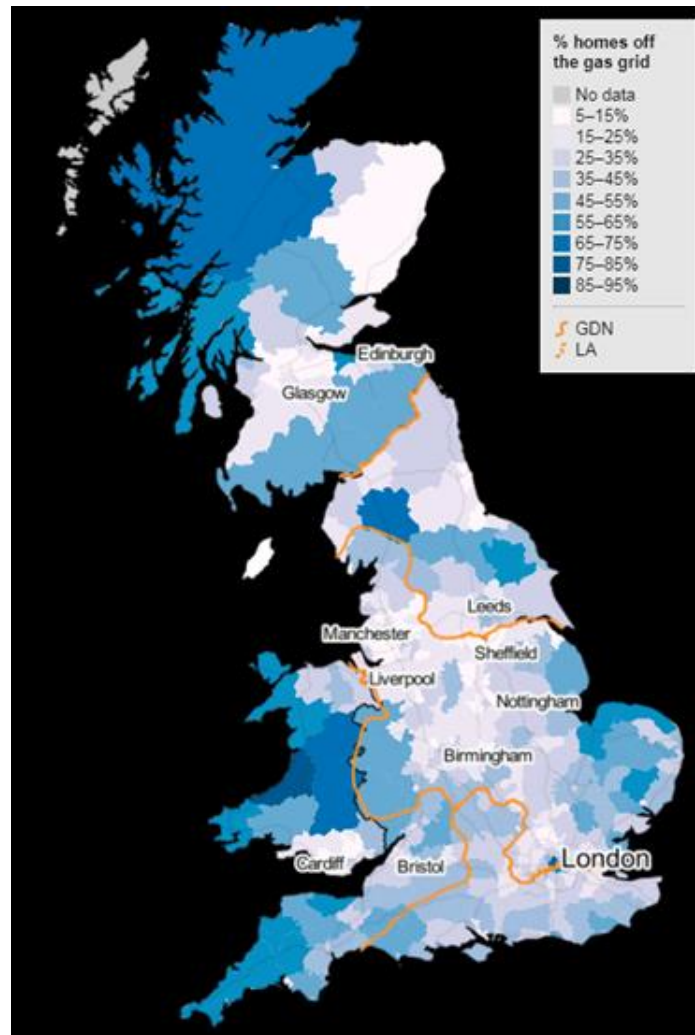 % homes off
the gas grid
No data
5–15%
15–25%
25–35%
35–45%
45–55%
55–65%
65–75%
75–85%
85–95%
GDN
LA
Edinburgh
Glasgow
Leeds
Manchester
Sheffield
Liverpool
Nottingham
Birmingham
London
Cardiff
Bristol